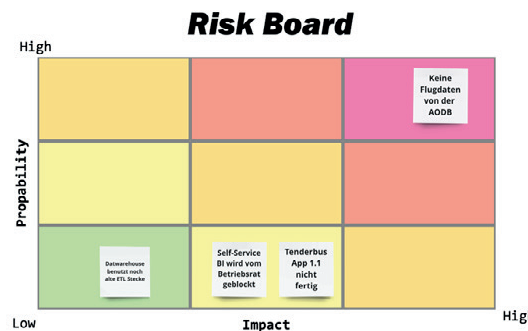 Risk Board
High
Keine
Flugdaten
von der
AODB
Propability
Datwarehouse
benutzt noch
alte ETL Stecke
Self-Service
BI wird vom
Betriebsrat
geblockt
Tenderbus
App 1.1
nicht
fertig
Low
Impact
Hig